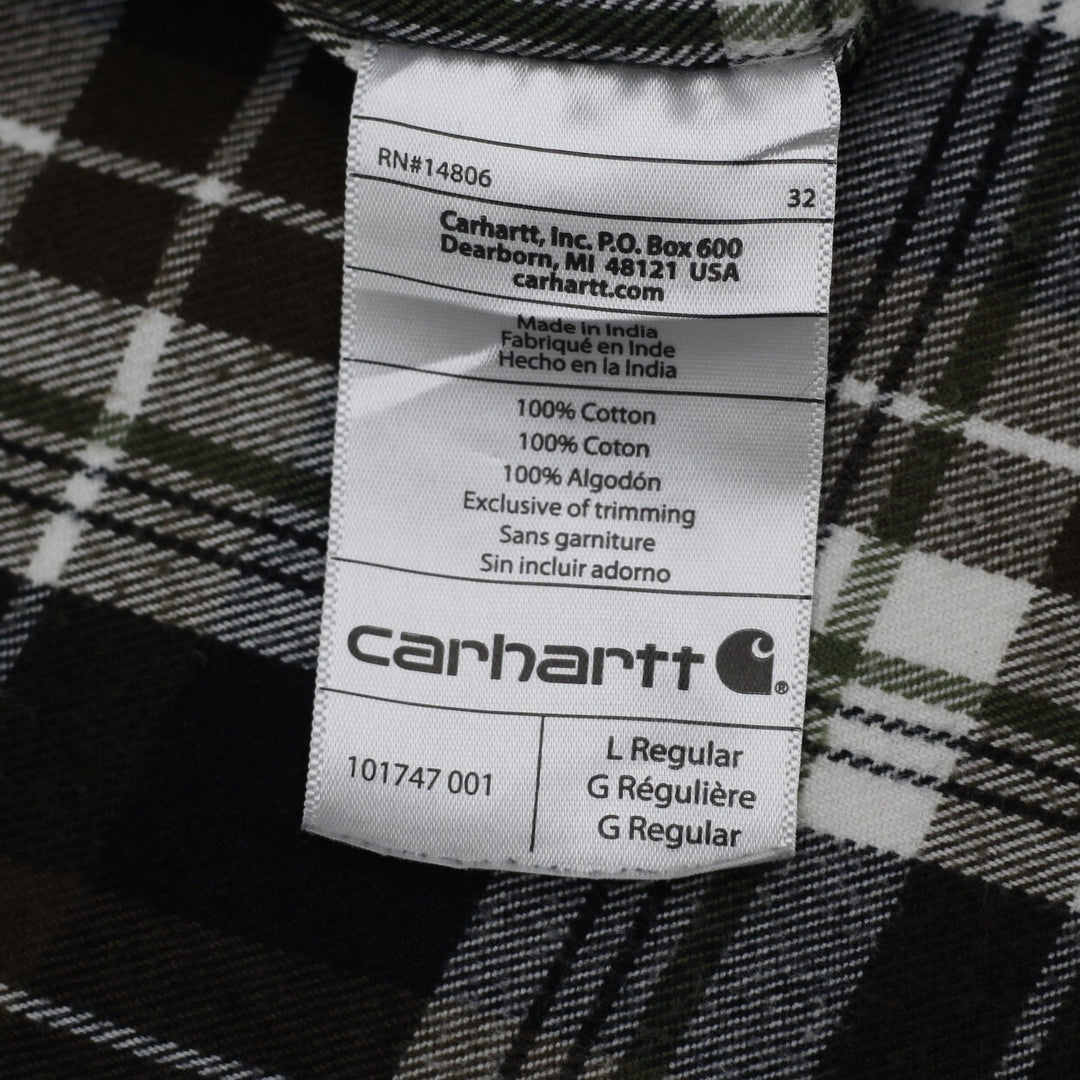 RN#14806
32
Carhartt, Inc. P.O. Box 600
Dearborn, MI 48121 USA
carhartt.com
Made in India
Fabriqué en Inde
Hecho en la India
100% Cotton
100% Coton
100% Algodón
Exclusive of trimming
Sans garniture
Sin incluir adorno
carhartt ®
101747 001
L Regular
G Régulière
G Regular